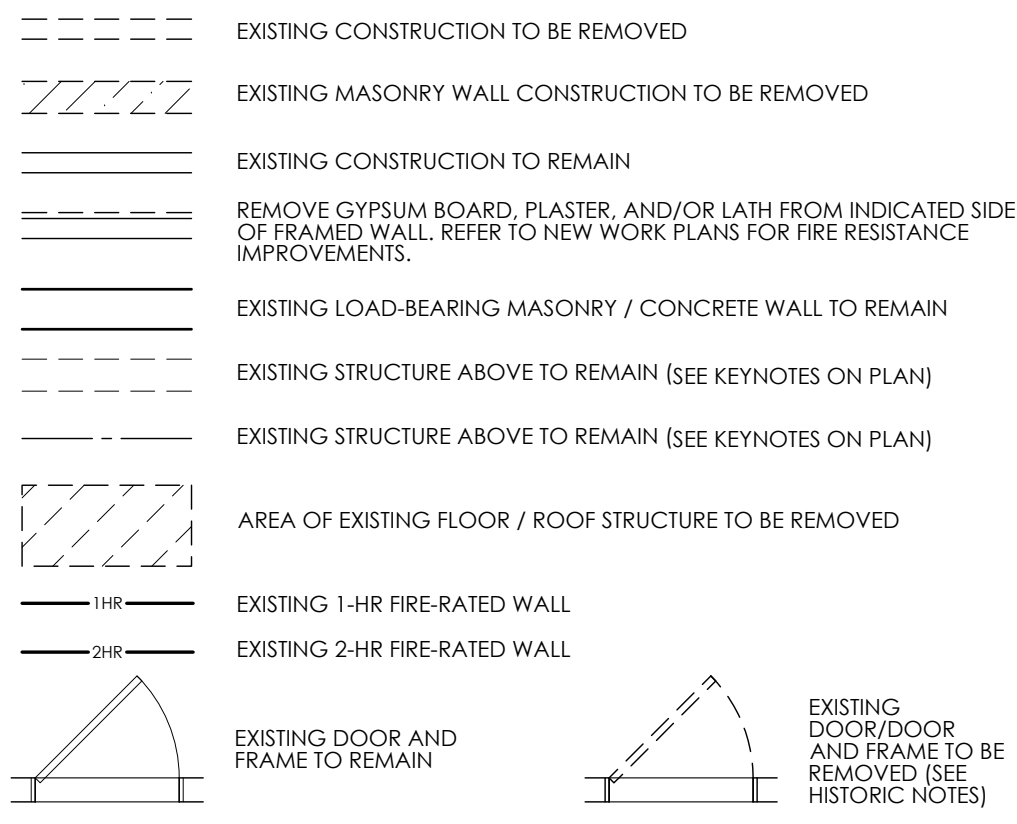 EXISTING CONSTRUCTION TO BE REMOVED
EXISTING MASONRY WALL CONSTRUCTION TO BE REMOVED
EXISTING CONSTRUCTION TO REMAIN
REMOVE GYPSUM BOARD, PLASTER, AND/OR LATH FROM INDICATED SIDE
OF FRAMED WALL. REFER TO NEW WORK PLANS FOR FIRE RESISTANCE
IMPROVEMENTS.
EXISTING LOAD-BEARING MASONRY / CONCRETE WALL TO REMAIN
EXISTING STRUCTURE ABOVE TO REMAIN (SEE KEYNOTES ON PLAN)
EXISTING STRUCTURE ABOVE TO REMAIN (SEE KEYNOTES ON PLAN)
AREA OF EXISTING FLOOR / ROOF STRUCTURE TO BE REMOVED
1HR EXISTING 1-HR FIRE-RATED WALL
2HR EXISTING 2-HR FIRE-RATED WALL
EXISTING DOOR AND
FRAME TO REMAIN
EXISTING
DOOR/DOOR
AND FRAME TO BE
REMOVED (SEE
HISTORIC NOTES)